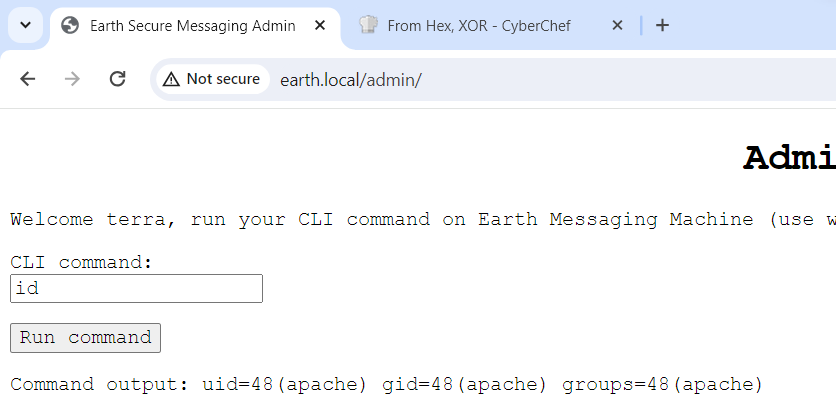 Earth Secure Messaging Admin
From Hex, XOR - CyberChef
Not secure
earth.local/admin/
Welcome terra, run your CLI command on Earth Messaging Machine (use
CLI command:
id
Run command
Command output: uid=48(apache) gid=48(apache) groups=48(apache)